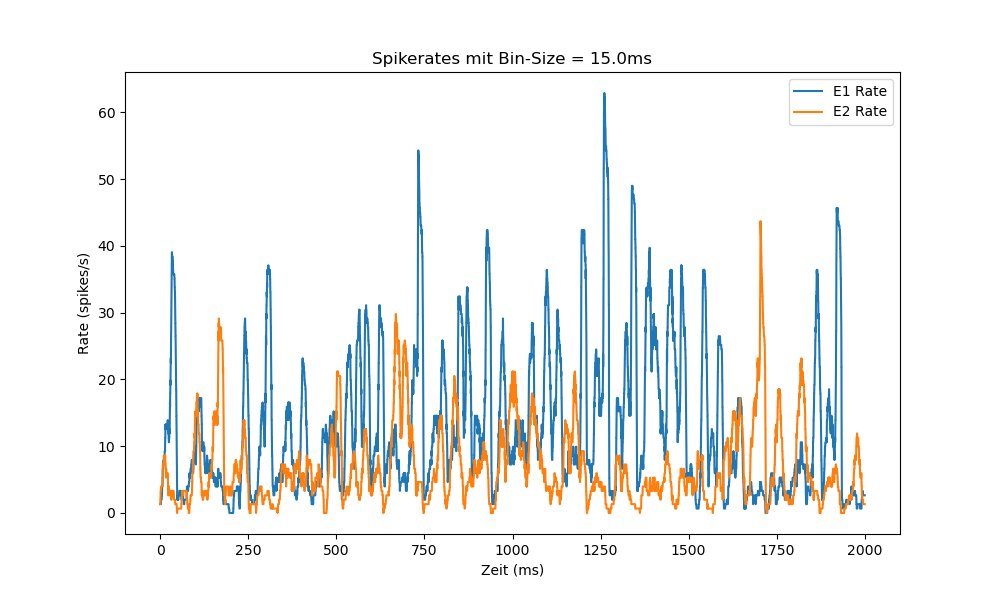 Spikerates mit Bin-Size = 15.0ms
E1 Rate
E2 Rate
Rate (spikes/s)
60
50
40
30
20
10
0
0 250 500 750 1000 1250 1500 1750 2000
Zeit (ms)